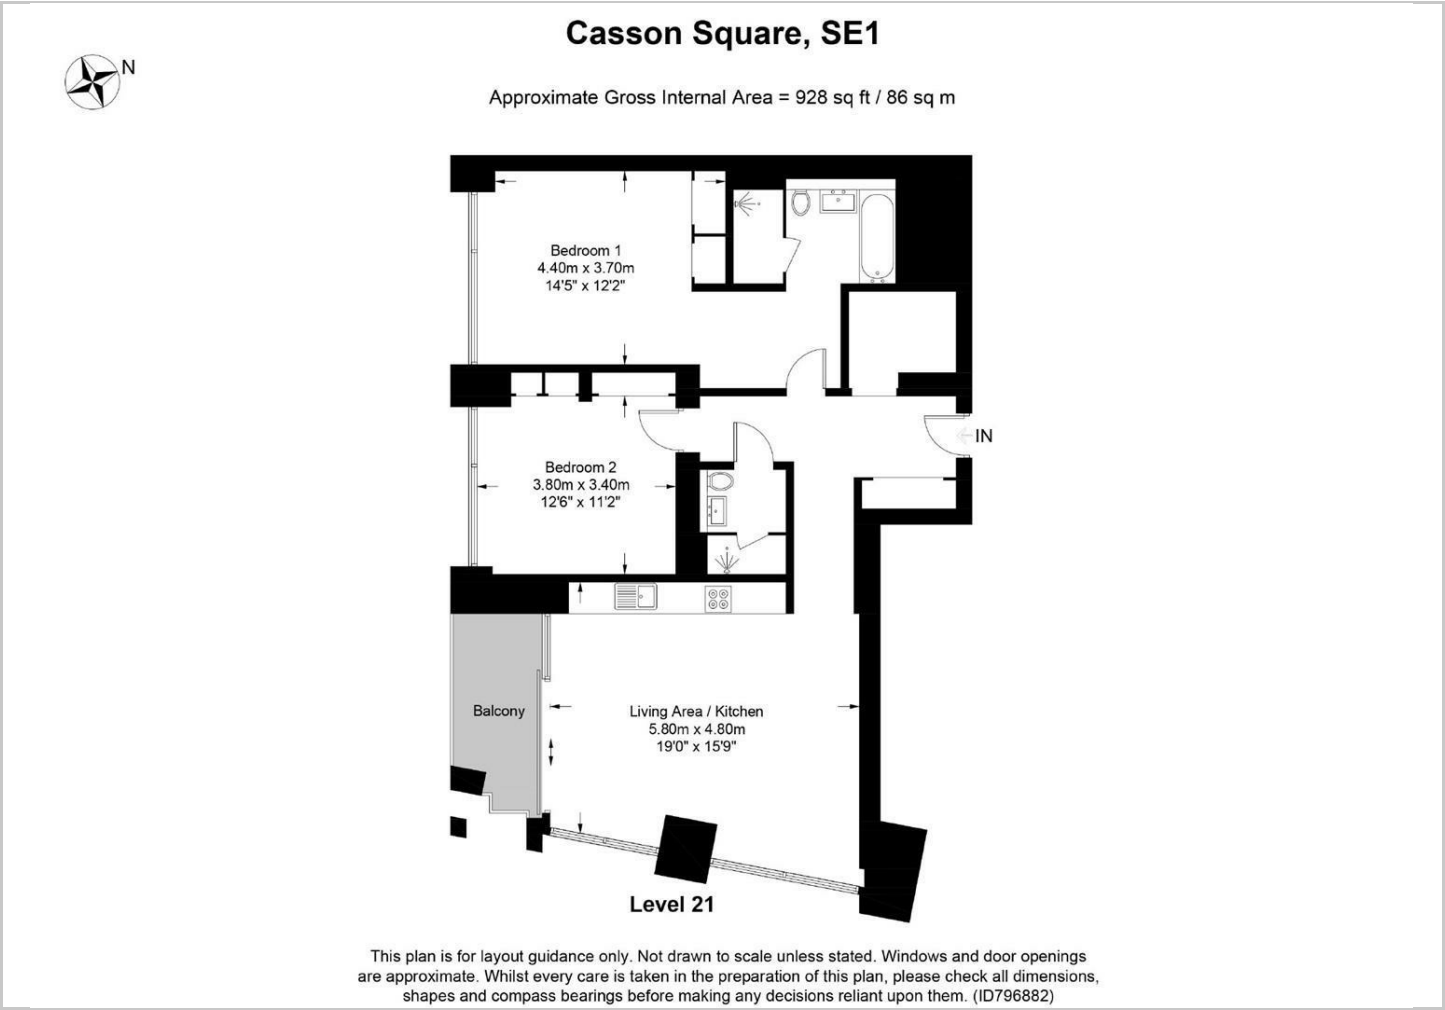 Casson Square, SE1
N
Approximate Gross Internal Area = 928 sq ft / 86 sq m
Bedroom 1
4.40m x 3.70m
14'5" x 12'2"
IN
Bedroom 2
3.80m x 3.40m
12'6" x 11'2"
Balcony
Living Area / Kitchen
5.80m x 4.80m
19'0" x 15'9"
Level 21
This plan is for layout guidance only. Not drawn to scale unless stated. Windows and door openings
are approximate. Whilst every care is taken in the preparation of this plan, please check all dimensions,
shapes and compass bearings before making any decisions reliant upon them. (ID796882)